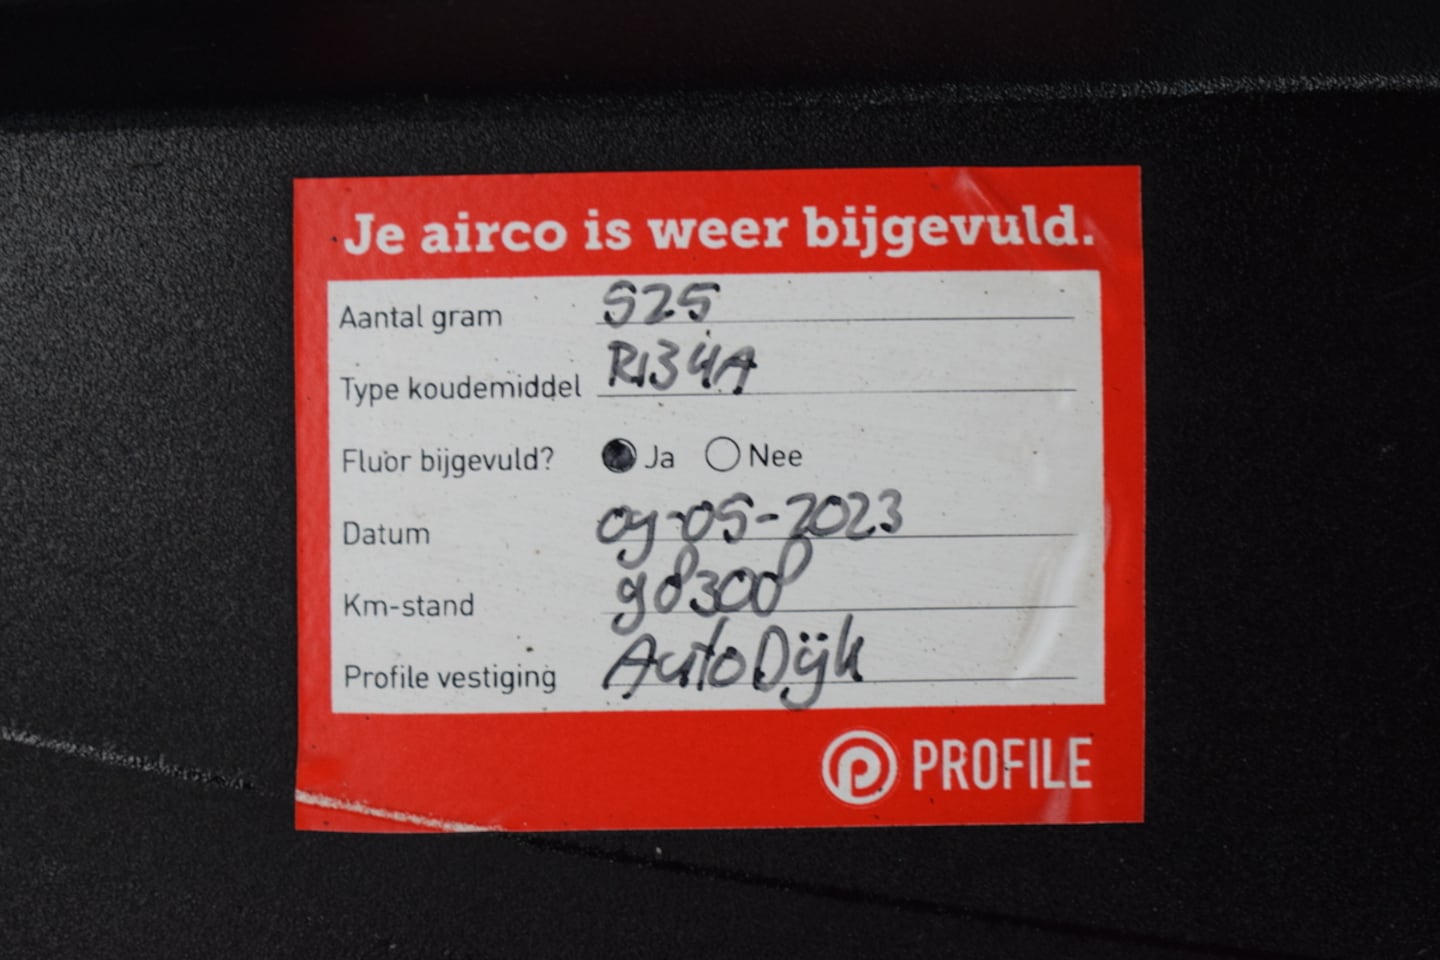 Je airco is weer bijgevuld.
Aantal gram 525
Type koudemiddel R134A
Fluor bijgevuld? Ja Nee
Datum 09-05-2023
Km-stand 98308
Profile vestiging AutoDijk
PROFILE